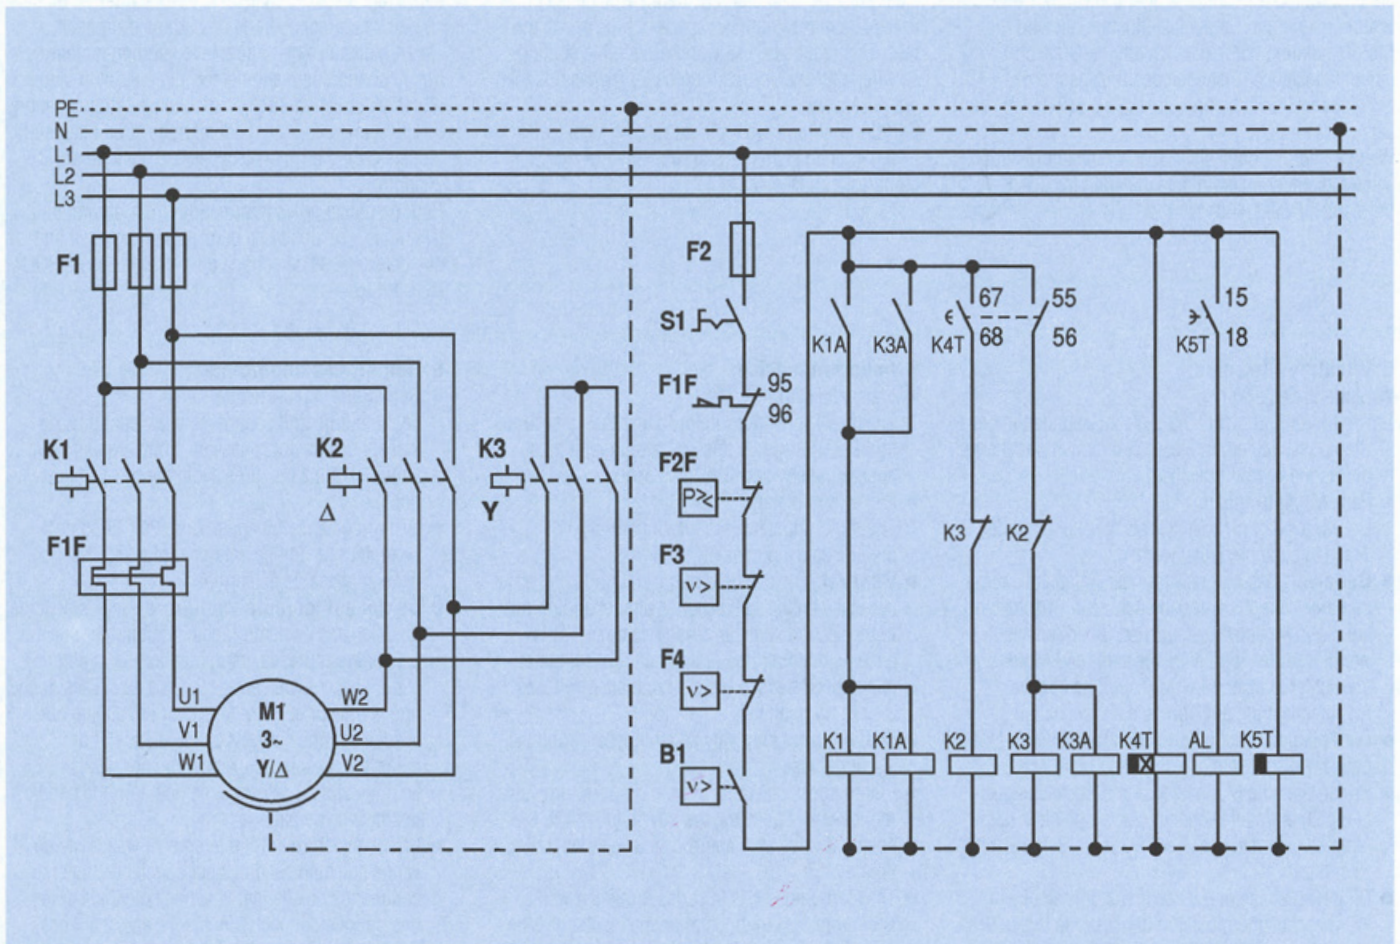 PE
N
L1
L2
L3
F1
F2
67
55
15
S1
K1A
K3A
K4T
68
56
K5T
18
F1F
95
96
K1
K2
K3
F2F
Δ
Y
P≥<
K3
K2
F1F
F3
v>
F4
v>
U1
M1
W2
V1
3~
U2
W1
Y/Δ
V2
B1
v>
K1
K1A
K2
K3
K3A
K4T
AL
K5T